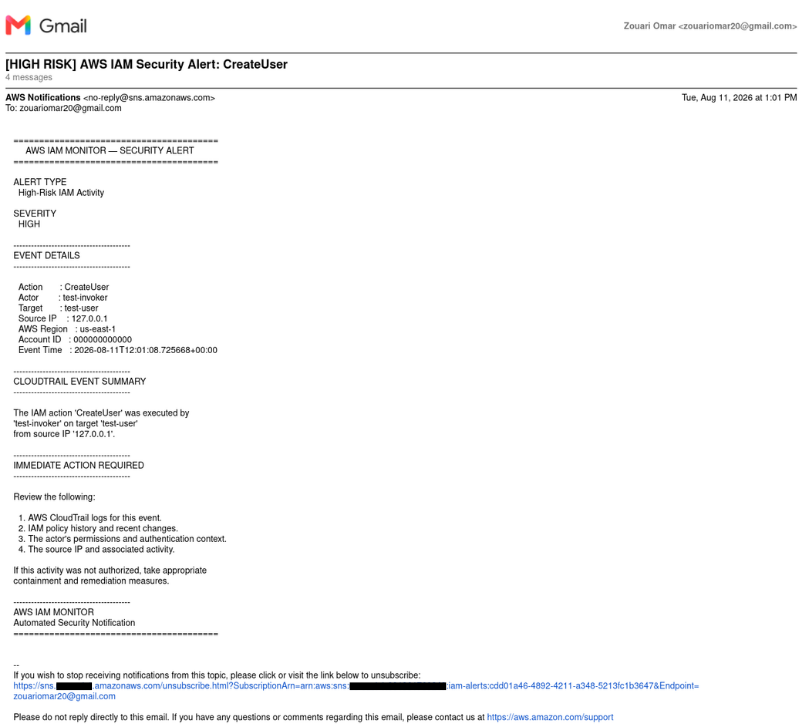 Gmail
Zouari Omar <zouariomar20@gmail.com>
[HIGH RISK] AWS IAM Security Alert: CreateUser
4 messages
AWS Notifications <no-reply@sns.amazonaws.com>
Tue, Aug 11, 2026 at 1:01 PM
To: zouariomar20@gmail.com
========================================
AWS IAM MONITOR — SECURITY ALERT
========================================
ALERT TYPE
High-Risk IAM Activity
SEVERITY
HIGH
----------------------------------------
EVENT DETAILS
----------------------------------------
Action : CreateUser
Actor : test-invoker
Target : test-user
Source IP : 127.0.0.1
AWS Region : us-east-1
Account ID : 000000000000
Event Time : 2026-08-11T12:01:08.725668+00:00
----------------------------------------
CLOUDTRAIL EVENT SUMMARY
----------------------------------------
The IAM action 'CreateUser' was executed by
'test-invoker' on target 'test-user'
from source IP '127.0.0.1'.
----------------------------------------
IMMEDIATE ACTION REQUIRED
----------------------------------------
Review the following:
1. AWS CloudTrail logs for this event.
2. IAM policy history and recent changes.
3. The actor's permissions and authentication context.
4. The source IP and associated activity.
If this activity was not authorized, take appropriate
containment and remediation measures.
----------------------------------------
AWS IAM MONITOR
Automated Security Notification
========================================
--
If you wish to stop receiving notifications from this topic, please click or visit the link below to unsubscribe:
https://sns. .amazonaws.com/unsubscribe.html?SubscriptionArn=arn:aws:sns: :iam-alerts:cdd01a46-4892-4211-a348-5213fc1b3647&Endpoint=
zouariomar20@gmail.com
Please do not reply directly to this email. If you have any questions or comments regarding this email, please contact us at https://aws.amazon.com/support